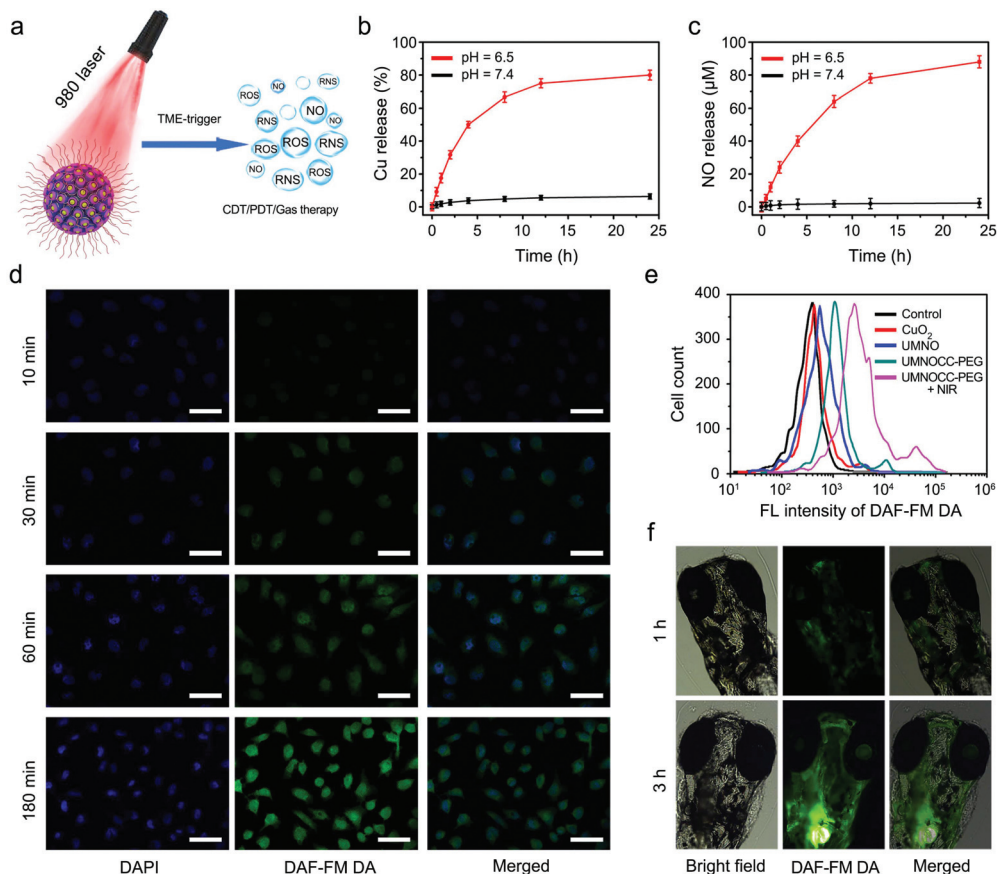 a
980 laser
TME-trigger
ROS
RNS
NO
NO
RNS
NO
ROS
ROS
RNS
NO
ROS
RNS
CDT/PDT/Gas therapy
b
pH = 6.5
pH = 7.4
Cu release (%)
100
80
60
40
20
0
0 5 10 15 20 25
Time (h)
c
pH = 6.5
pH = 7.4
NO release (μM)
100
80
60
40
20
0
0 5 10 15 20 25
Time (h)
d
10 min
30 min
60 min
180 min
DAPI DAF-FM DA Merged
e
Control
CuO₂
UMNO
UMNOCC-PEG
UMNOCC-PEG
+ NIR
Cell count
400
300
200
100
0
10¹ 10² 10³ 10⁴ 10⁵ 10⁶
FL intensity of DAF-FM DA
f
1 h
3 h
Bright field DAF-FM DA Merged